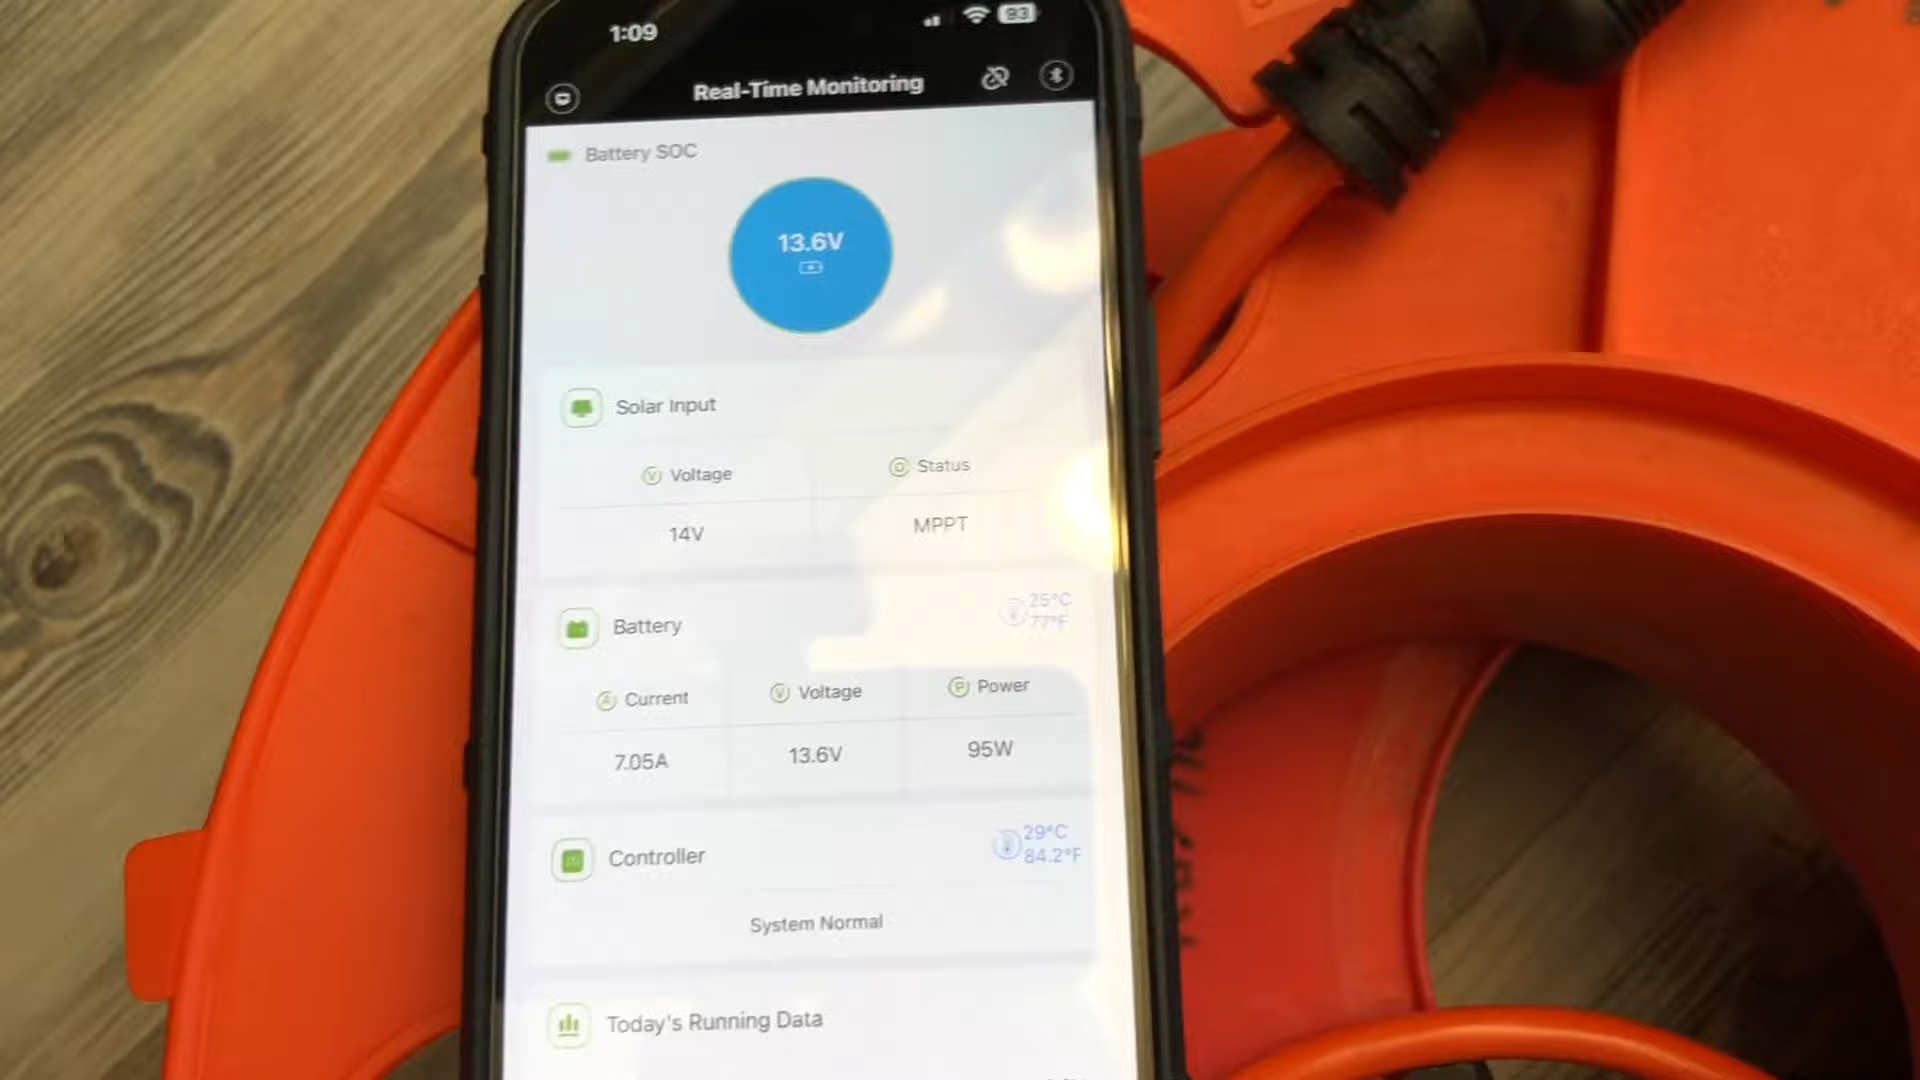 1:09
93
Real-Time Monitoring
Battery SOC
13.6V
Solar Input
V Voltage
Status
14V
MPPT
Battery
25°C
77°F
A Current
V Voltage
P Power
7.05A
13.6V
95W
Controller
29°C
84.2°F
System Normal
Today's Running Data